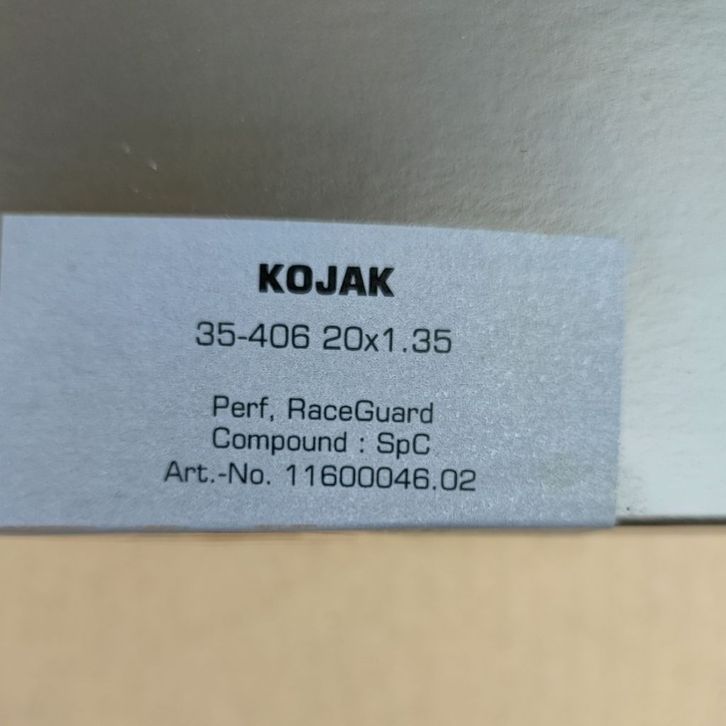 KOJAK
35-406 20x1.35
Perf, RaceGuard
Compound : SpC
Art.-No. 11600046.02